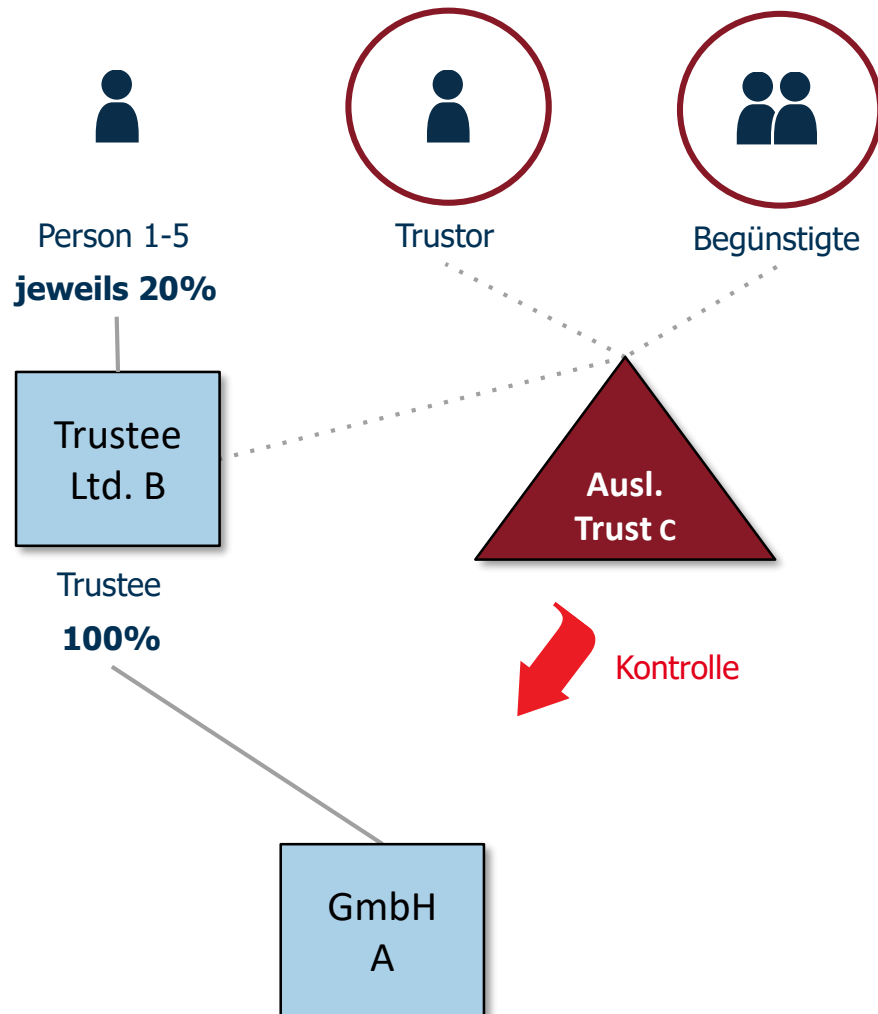 Person 1-5
jeweils 20%
Trustor
Begünstigte
Trustee
Ltd. B
Ausl.
Trust C
Trustee
100%
Kontrolle
GmbH
A